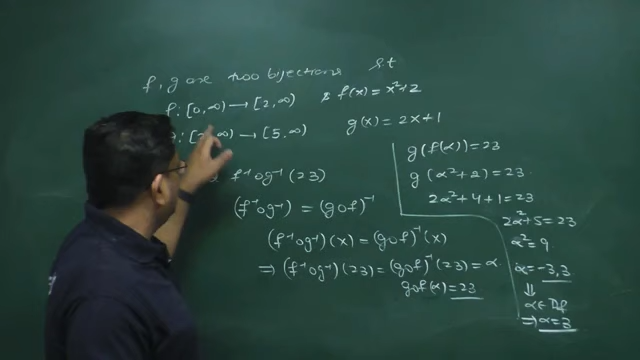 f, g are two bijections s.t
f : [0, ∞) → [2, ∞) f(x) = x² + 2
: [2, ∞) → [5, ∞) g(x) = 2x + 1
f⁻¹og⁻¹ (23)
(f⁻¹og⁻¹) = (gof)⁻¹
(f⁻¹og⁻¹)(x) = (gof)⁻¹(x)
⇒ (f⁻¹og⁻¹)(23) = (gof)⁻¹(23) = α
gof(α) = 23
g(f(α)) = 23
g(α² + 2) = 23
2α² + 4 + 1 = 23
2α² + 5 = 23
α² = 9
α = -3, 3
⇓
α ∈ Df
⇒ α = 3